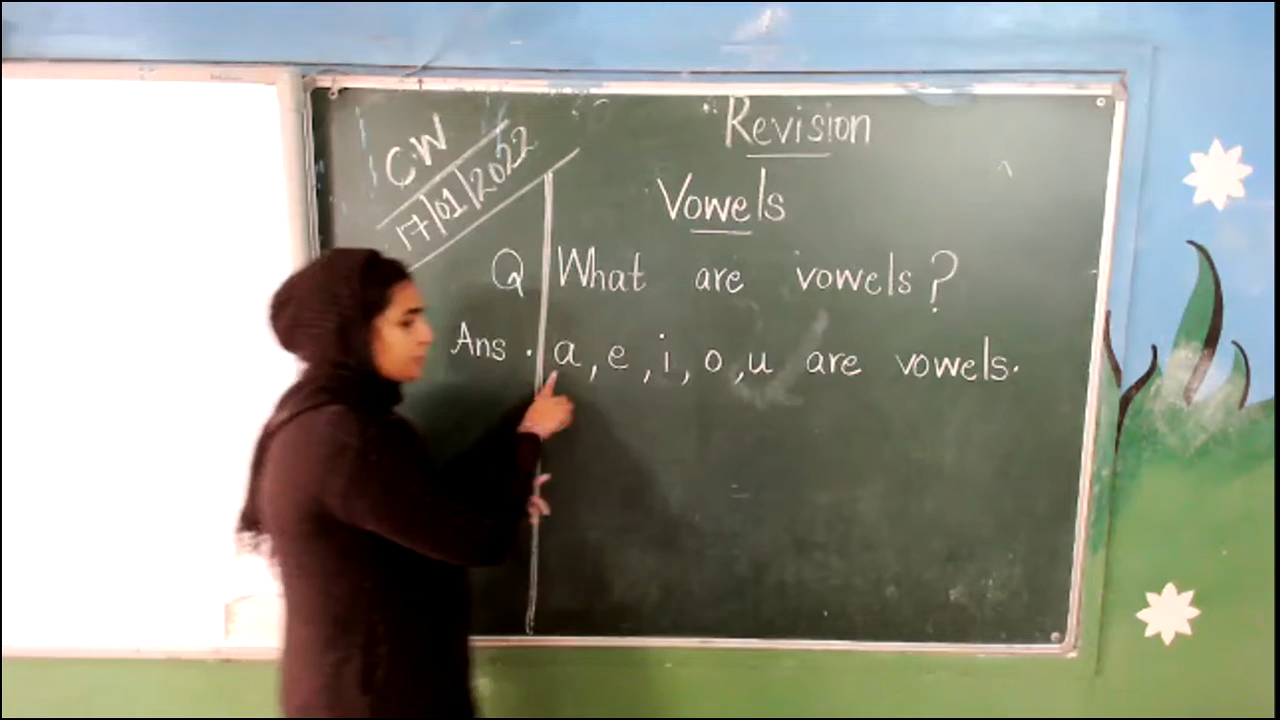 C.W
17/01/2022
Revision
Vowels
Q What are vowels?
Ans. a, e, i, o, u are vowels.